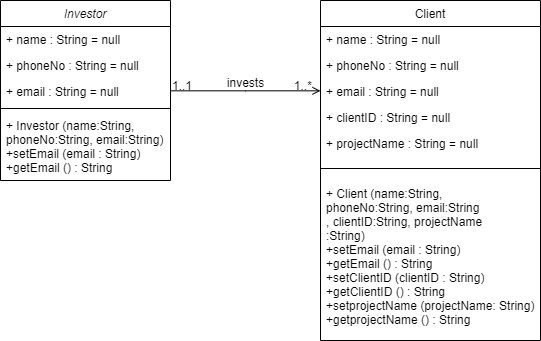 Investor
+ name : String = null
+ phoneNo : String = null
+ email : String = null
+ Investor (name:String,
phoneNo:String, email:String)
+setEmail (email : String)
+getEmail () : String
1..1
invests
1..*
Client
+ name : String = null
+ phoneNo : String = null
+ email : String = null
+ clientID : String = null
+ projectName : String = null
+ Client (name:String,
phoneNo:String, email:String
, clientID:String, projectName
:String)
+setEmail (email : String)
+getEmail () : String
+setClientID (clientID : String)
+getClientID () : String
+setprojectName (projectName: String)
+getprojectName () : String